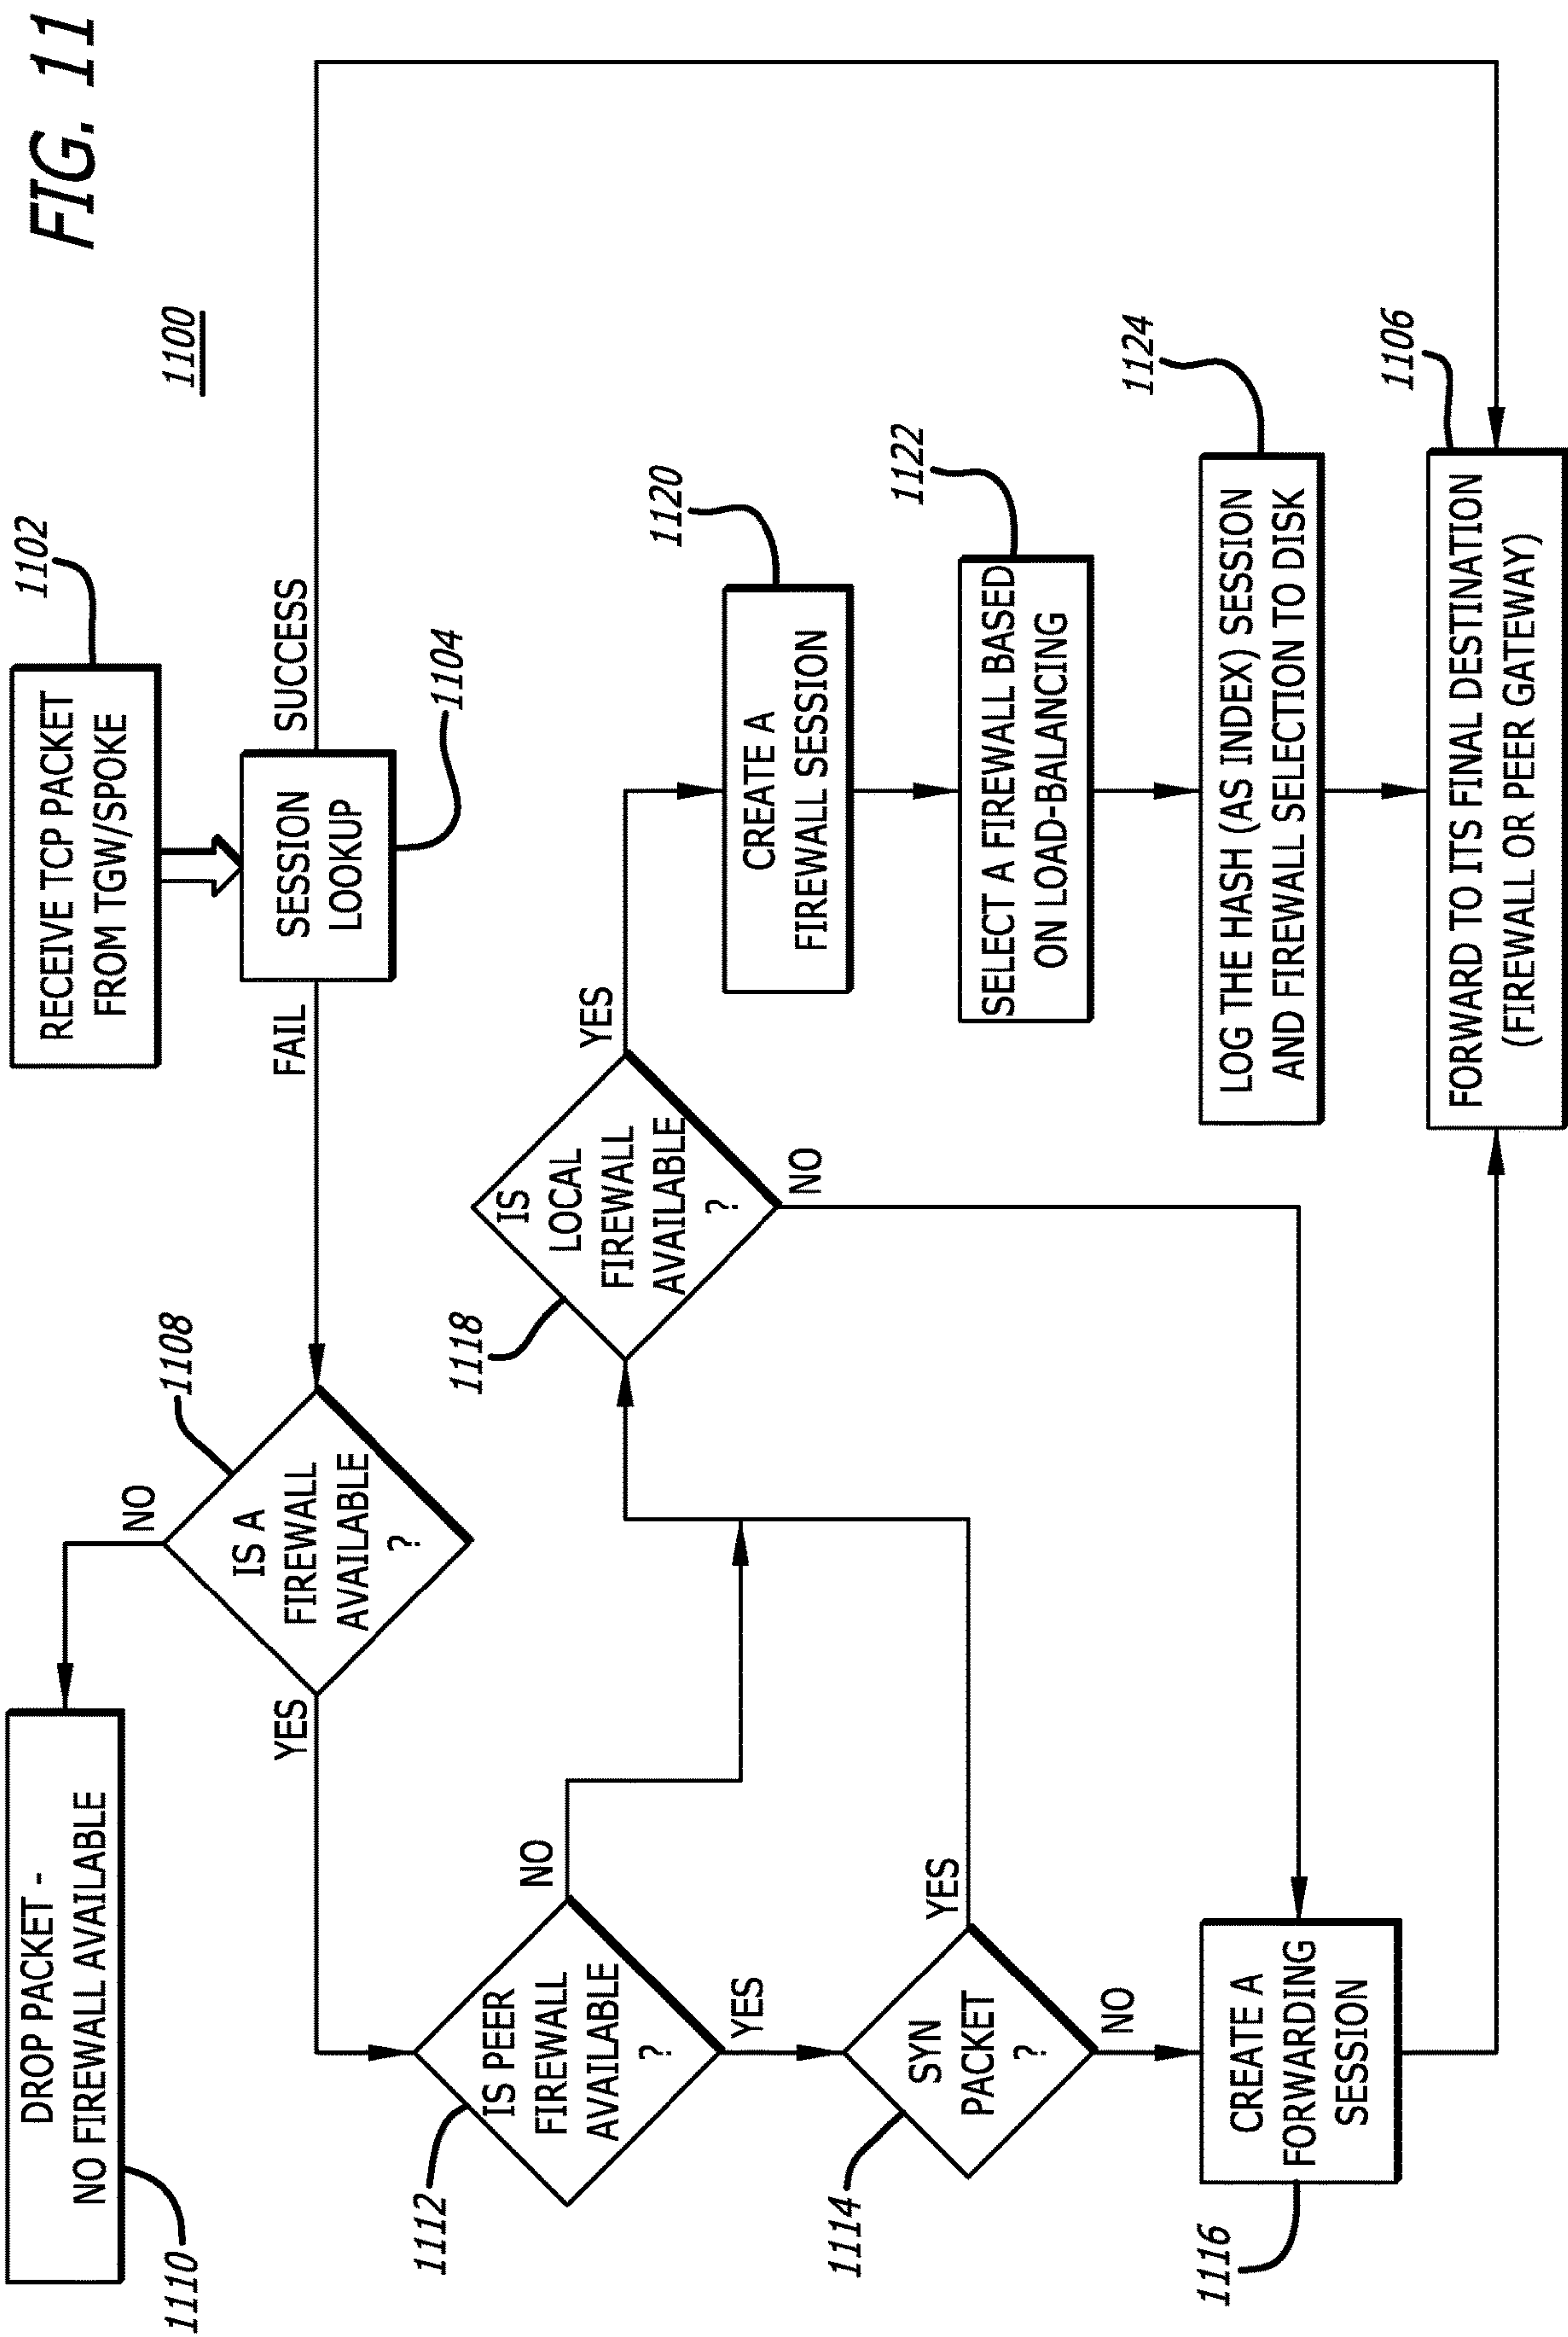 FIG. 11
1100
1102
RECEIVE TCP PACKET
FROM TGW/SPOKE
SESSION
LOOKUP
1104
SUCCESS
FAIL
1108
IS A
FIREWALL
AVAILABLE
?
NO
YES
DROP PACKET -
NO FIREWALL AVAILABLE
1110
1112
IS PEER
FIREWALL
AVAILABLE
?
NO
YES
1114
SYN
PACKET
?
YES
NO
1116
CREATE A
FORWARDING
SESSION
1118
IS
LOCAL
FIREWALL
AVAILABLE
?
YES
NO
1120
CREATE A
FIREWALL SESSION
1122
SELECT A FIREWALL BASED
ON LOAD-BALANCING
1124
LOG THE HASH (AS INDEX) SESSION
AND FIREWALL SELECTION TO DISK
1106
FORWARD TO ITS FINAL DESTINATION
(FIREWALL OR PEER GATEWAY)